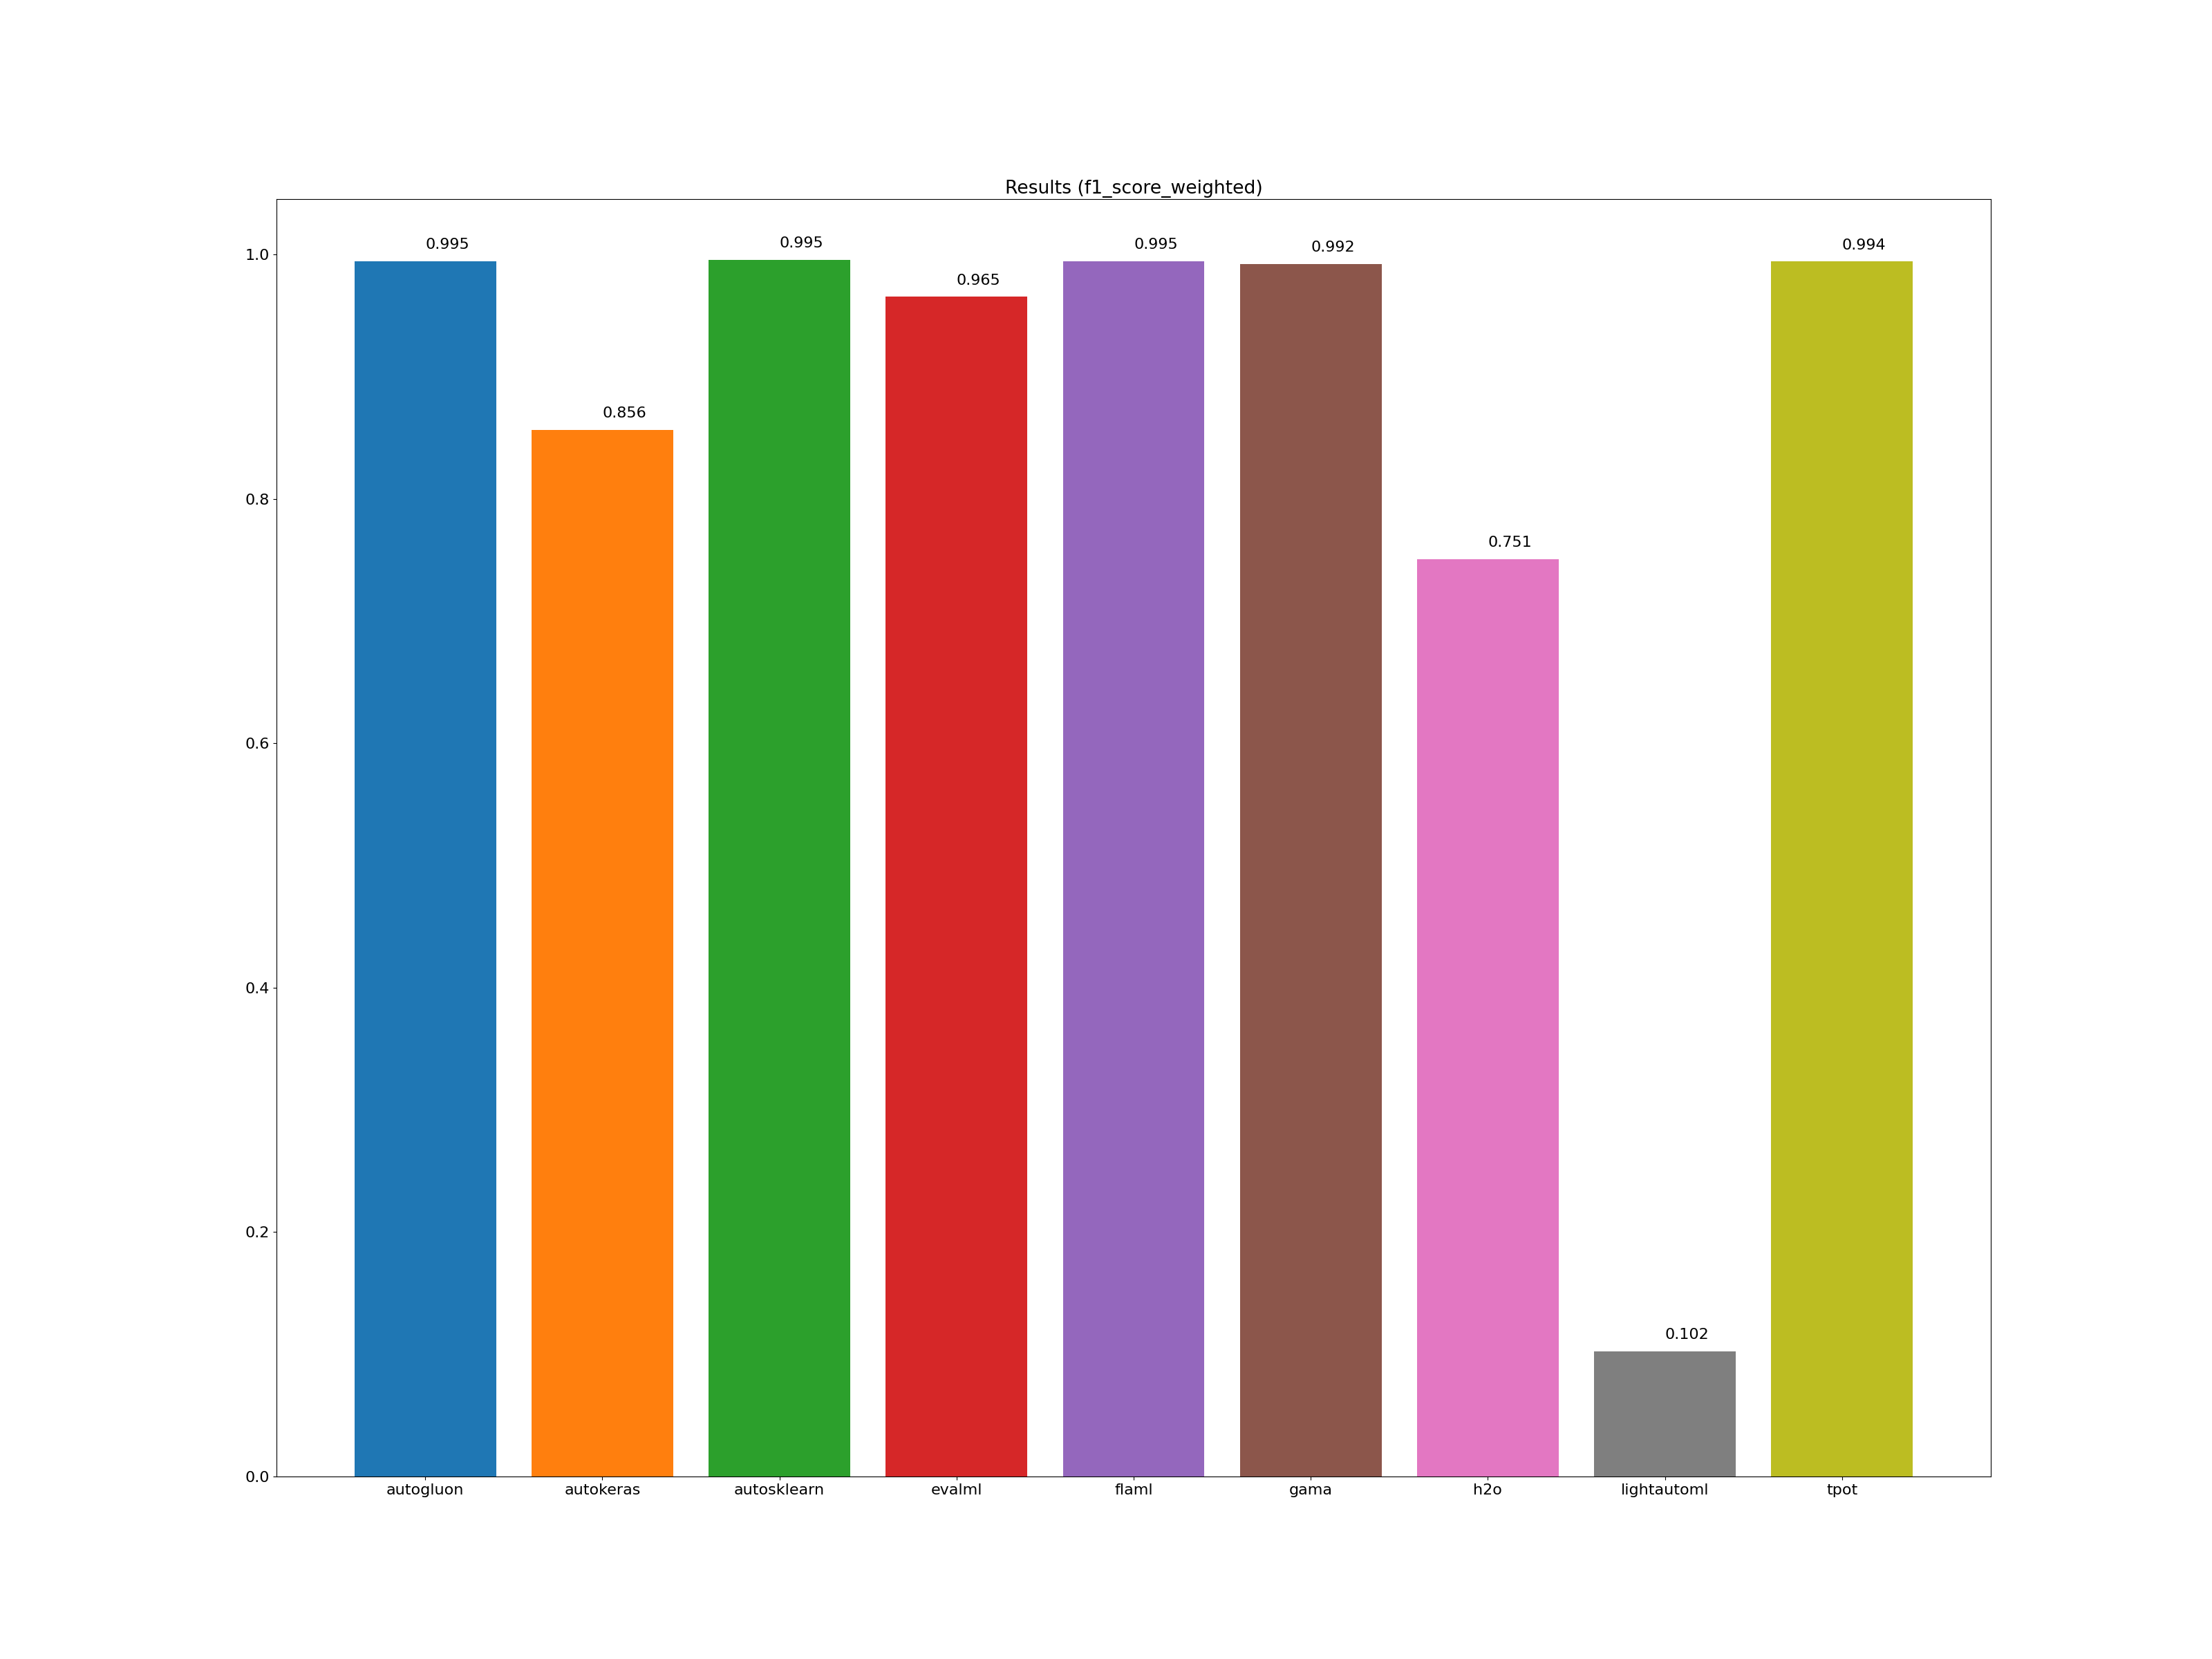 Results (f1_score_weighted)
1.0
0.8
0.6
0.4
0.2
0.0
0.995
0.856
0.995
0.965
0.995
0.992
0.751
0.102
0.994
autogluon
autokeras
autosklearn
evalml
flaml
gama
h2o
lightautoml
tpot